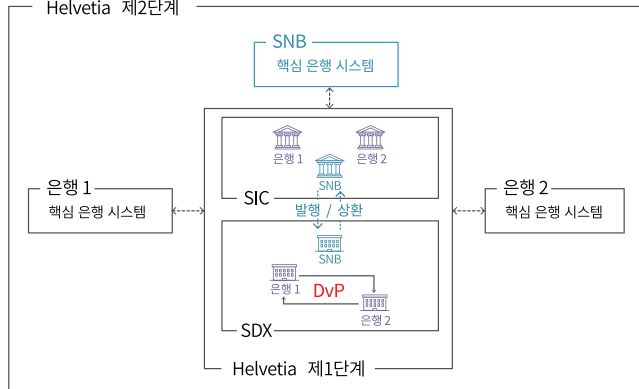 Helvetia 제2단계
SNB
핵심 은행 시스템
은행 1
은행 2
SNB
SIC
은행 1
핵심 은행 시스템
은행 2
핵심 은행 시스템
발행 / 상환
SNB
은행 1
DvP
은행 2
SDX
Helvetia 제1단계